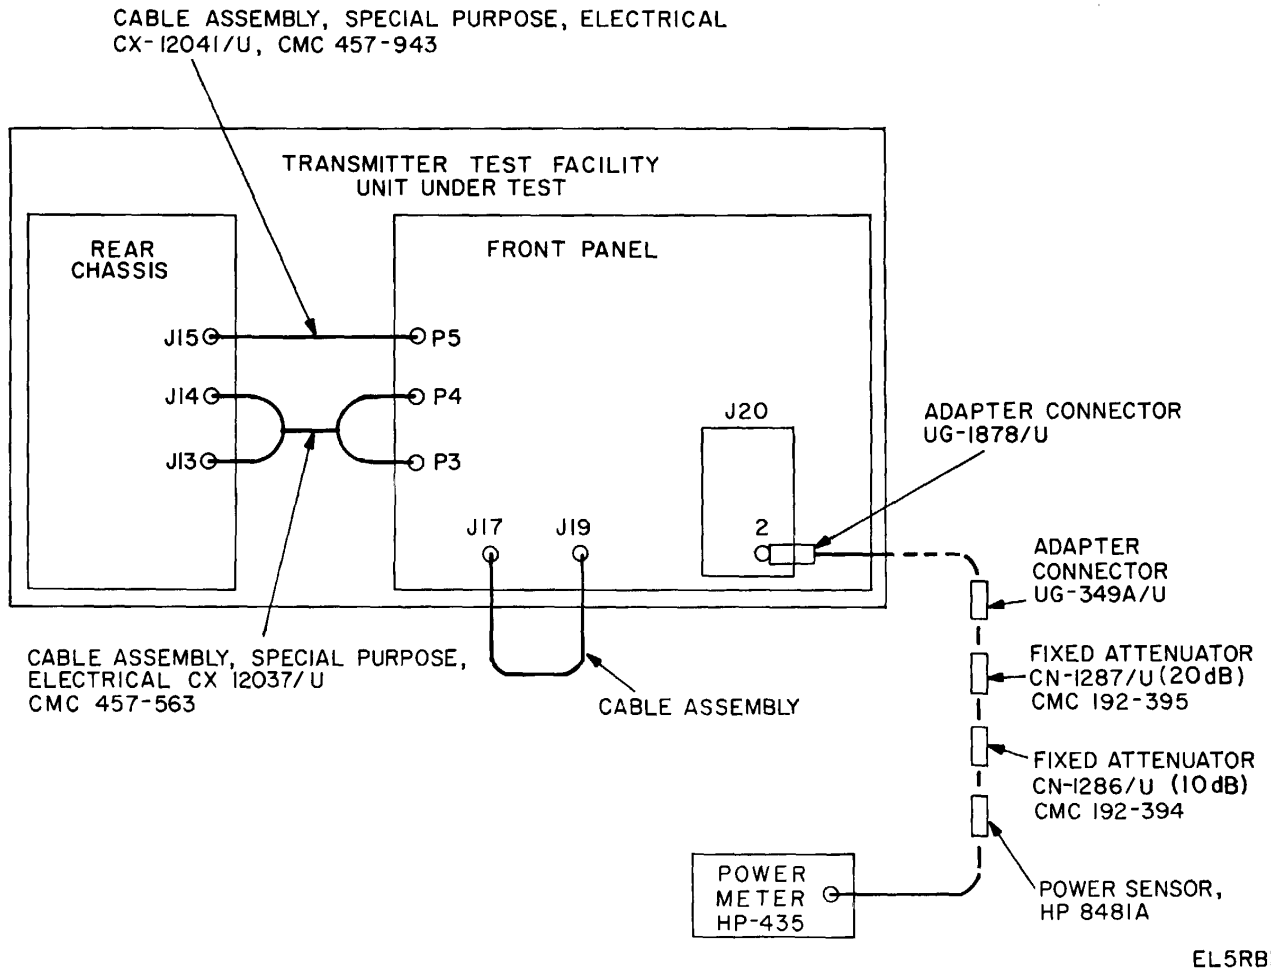 CABLE ASSEMBLY, SPECIAL PURPOSE, ELECTRICAL
CX-12041/U, CMC 457-943
TRANSMITTER TEST FACILITY
UNIT UNDER TEST
REAR
CHASSIS
FRONT PANEL
J15
P5
J14
P4
J13
P3
J20
ADAPTER CONNECTOR
UG-1878/U
J17
J19
2
ADAPTER
CONNECTOR
UG-349A/U
CABLE ASSEMBLY, SPECIAL PURPOSE,
ELECTRICAL CX 12037/U
CMC 457-563
CABLE ASSEMBLY
FIXED ATTENUATOR
CN-1287/U (20dB)
CMC 192-395
FIXED ATTENUATOR
CN-1286/U (10dB)
CMC 192-394
POWER
METER
HP-435
POWER SENSOR,
HP 8481A
EL5RB